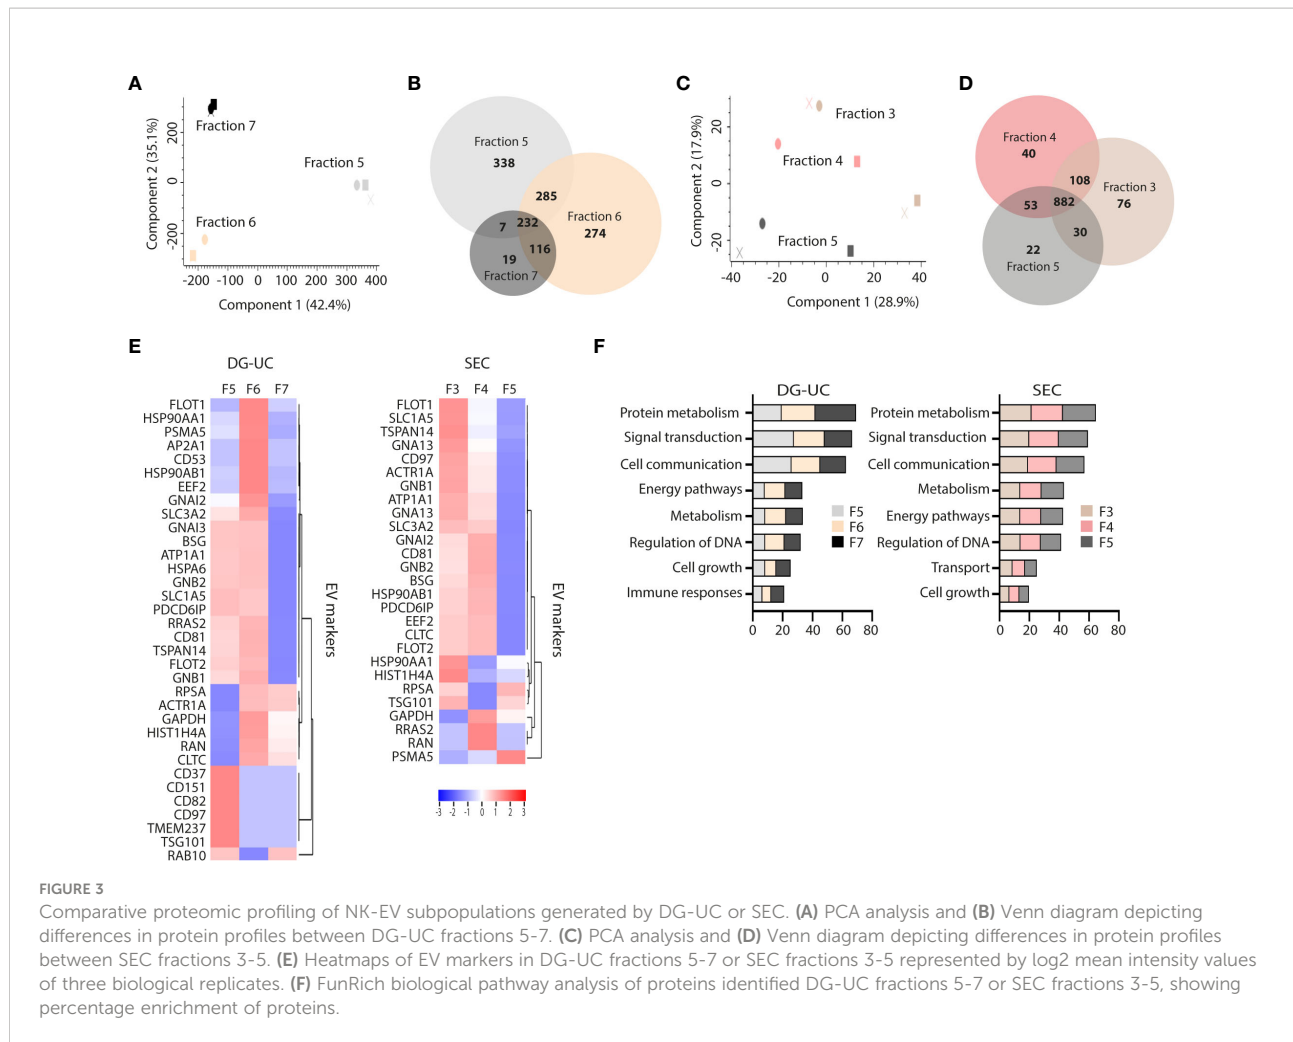 A
Component 2 (35.1%)
200
0
-200
Fraction 7
Fraction 5
Fraction 6
-200 -100 0 100 200 300 400
Component 1 (42.4%)
B
Fraction 5
338
285
Fraction 6
274
7
232
116
19
Fraction 7
C
Component 2 (17.9%)
20
0
-20
Fraction 3
Fraction 4
Fraction 5
-40 -20 0 20 40
Component 1 (28.9%)
D
Fraction 4
40
108
Fraction 3
76
53
882
30
22
Fraction 5
E
DG-UC
F5 F6 F7
FLOT1
HSP90AA1
PSMA5
AP2A1
CD53
HSP90AB1
EEF2
GNAI2
SLC3A2
GNAI3
BSG
ATP1A1
HSPA6
GNB2
SLC1A5
PDCD6IP
RRAS2
CD81
TSPAN14
FLOT2
GNB1
RPSA
ACTR1A
GAPDH
HIST1H4A
RAN
CLTC
CD37
CD151
CD82
CD97
TMEM237
TSG101
RAB10
EV markers
SEC
F3 F4 F5
FLOT1
SLC1A5
TSPAN14
GNA13
CD97
ACTR1A
GNB1
ATP1A1
GNA13
SLC3A2
GNAI2
CD81
GNB2
BSG
HSP90AB1
PDCD6IP
EEF2
CLTC
FLOT2
HSP90AA1
HIST1H4A
RPSA
TSG101
GAPDH
RRAS2
RAN
PSMA5
EV markers
-3 -2 -1 0 1 2 3
F
DG-UC
Protein metabolism
Signal transduction
Cell communication
Energy pathways
Metabolism
Regulation of DNA
Cell growth
Immune responses
0 20 40 60 80
F5
F6
F7
SEC
Protein metabolism
Signal transduction
Cell communication
Metabolism
Energy pathways
Regulation of DNA
Transport
Cell growth
0 20 40 60 80
F3
F4
F5
FIGURE 3
Comparative proteomic profiling of NK-EV subpopulations generated by DG-UC or SEC. (A) PCA analysis and (B) Venn diagram depicting
differences in protein profiles between DG-UC fractions 5-7. (C) PCA analysis and (D) Venn diagram depicting differences in protein profiles
between SEC fractions 3-5. (E) Heatmaps of EV markers in DG-UC fractions 5-7 or SEC fractions 3-5 represented by log2 mean intensity values
of three biological replicates. (F) FunRich biological pathway analysis of proteins identified DG-UC fractions 5-7 or SEC fractions 3-5, showing
percentage enrichment of proteins.